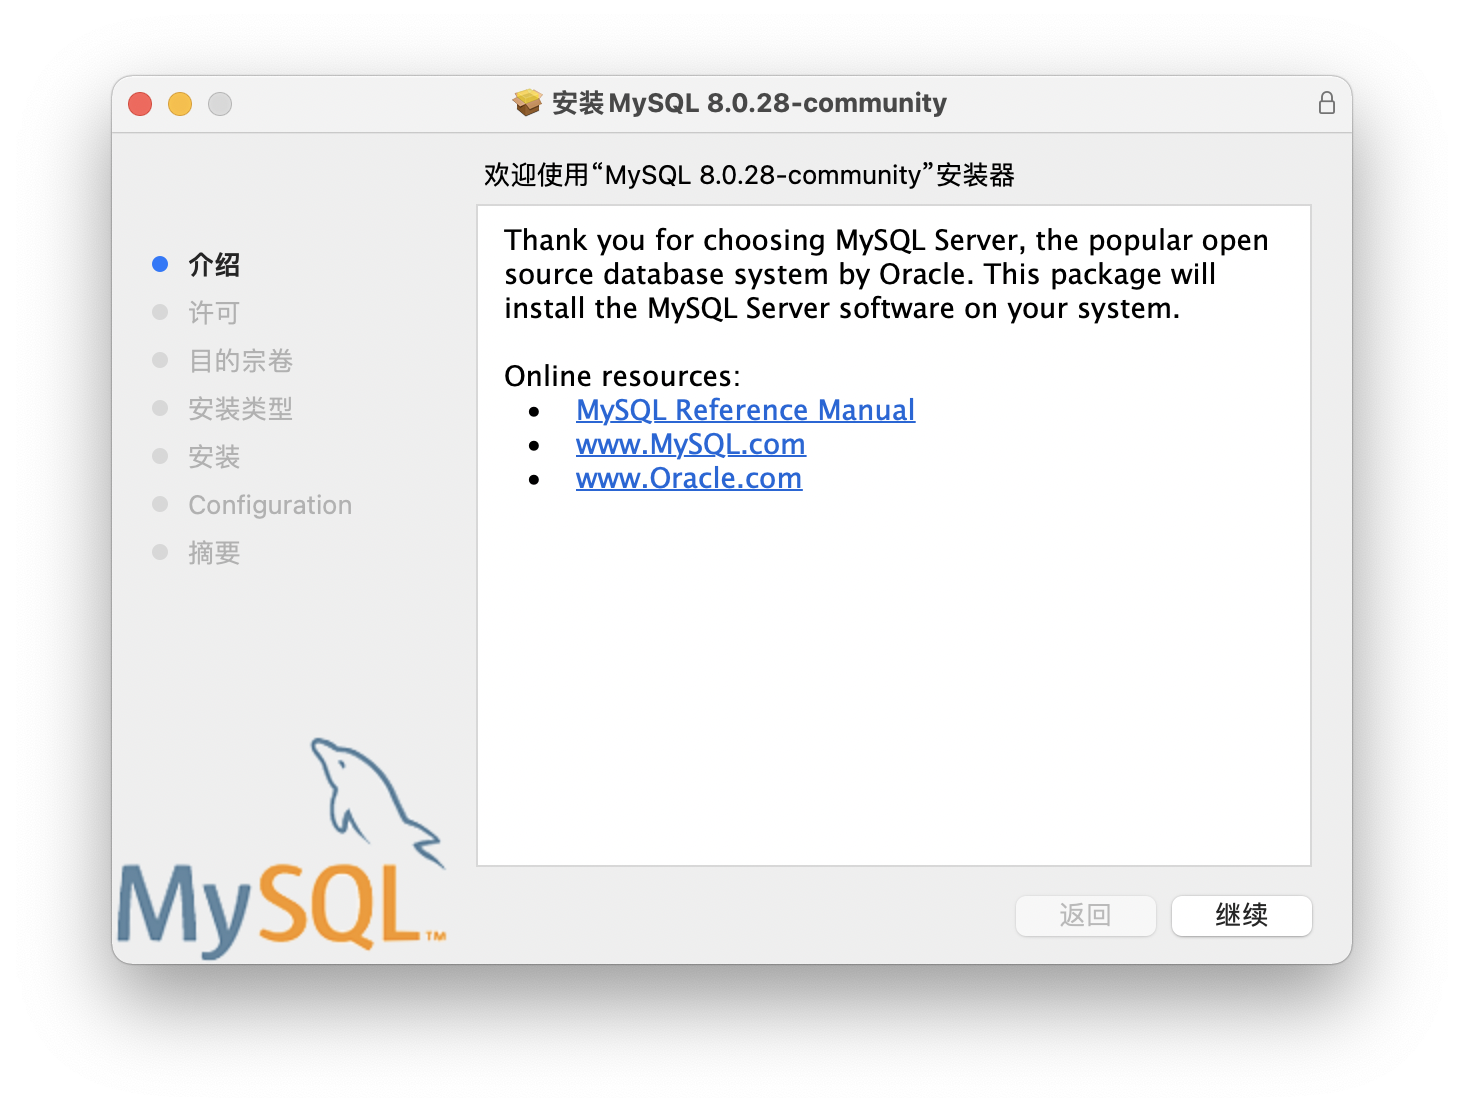 安装 MySQL 8.0.28-community
欢迎使用“MySQL 8.0.28-community”安装器
介绍
许可
目的宗卷
安装类型
安装
Configuration
摘要
Thank you for choosing MySQL Server, the popular open
source database system by Oracle. This package will
install the MySQL Server software on your system.
Online resources:
• MySQL Reference Manual
• www.MySQL.com
• www.Oracle.com
MySQL™
返回
继续